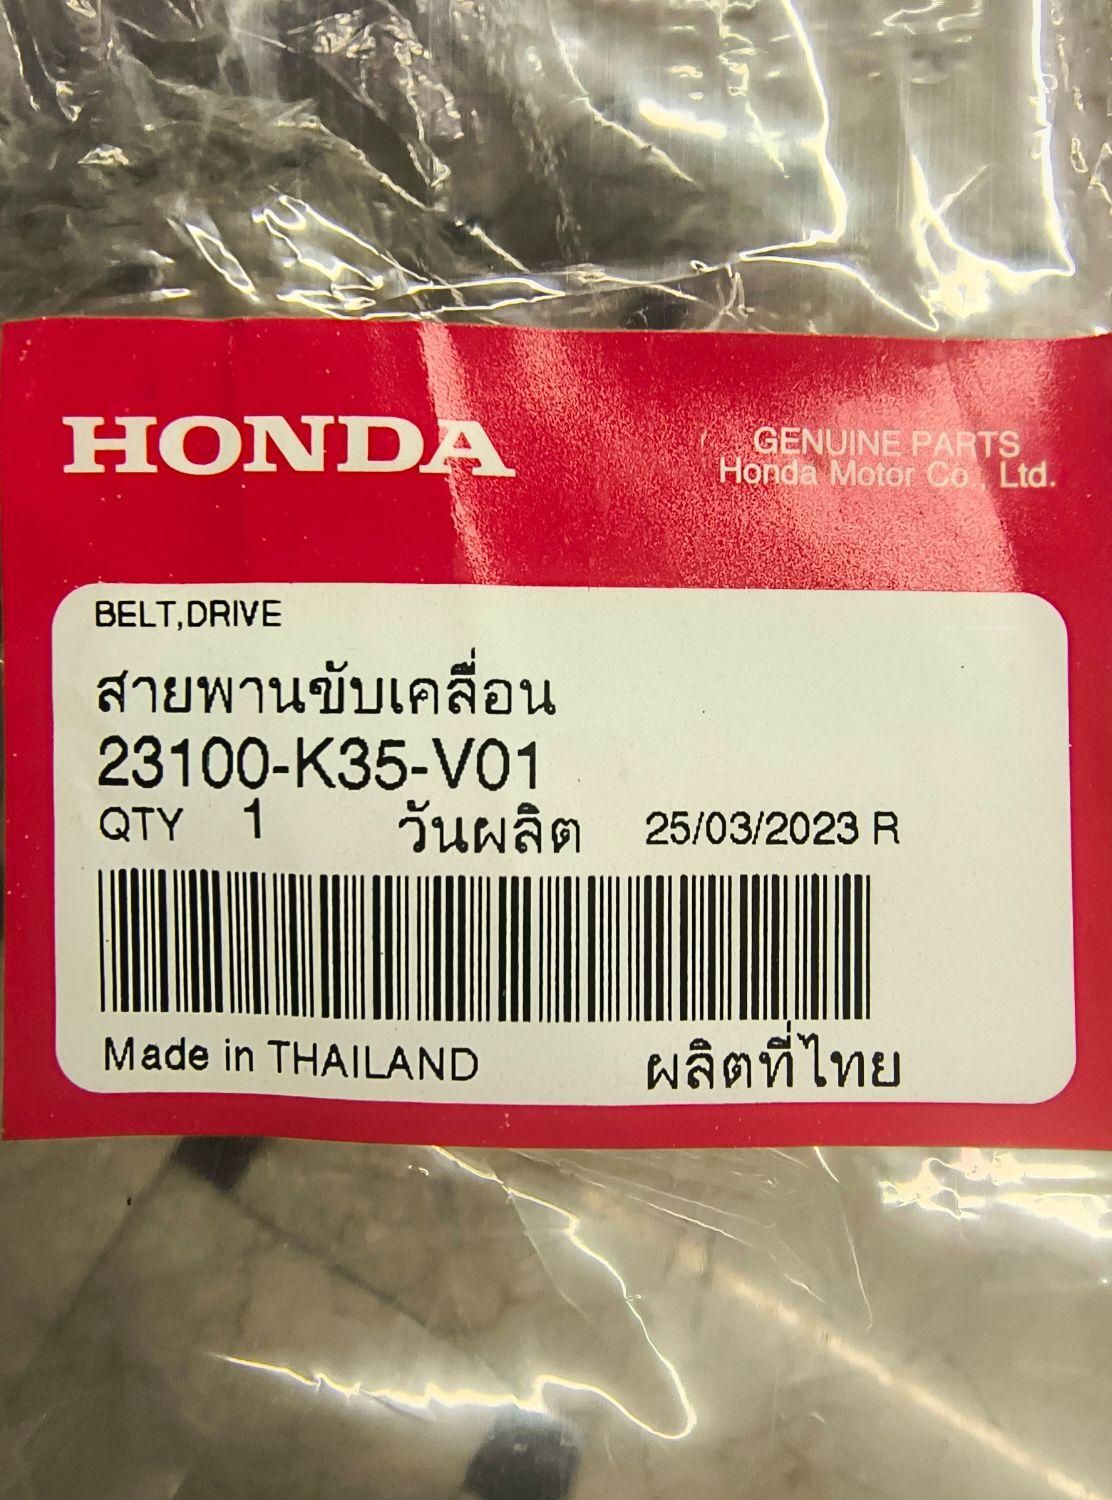 HONDA
GENUINE PARTS
Honda Motor Co., Ltd.
BELT,DRIVE
สายพานขับเคลื่อน
23100-K35-V01
QTY 1 วันผลิต 25/03/2023 R
Made in THAILAND ผลิตที่ไทย